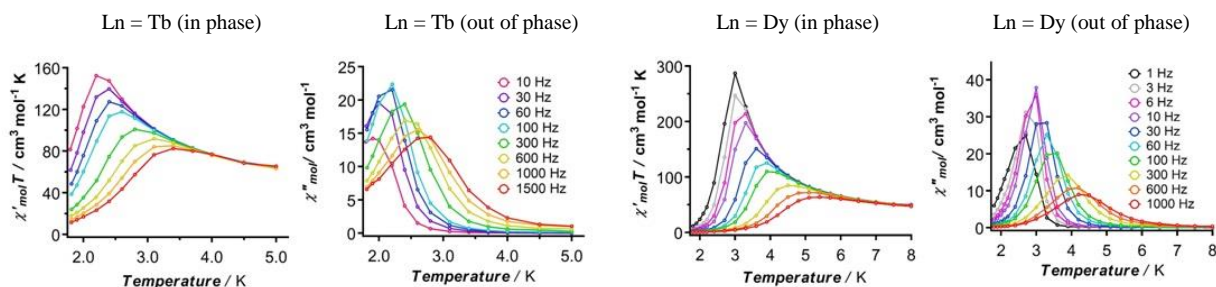 Ln = Tb (in phase)
Ln = Tb (out of phase)
Ln = Dy (in phase)
Ln = Dy (out of phase)
χ'molT / cm³ mol⁻¹ K
160
120
80
40
0
2.0 3.0 4.0 5.0
Temperature / K
χ"mol/ cm³ mol⁻¹
25
20
15
10
5
0
10 Hz
30 Hz
60 Hz
100 Hz
300 Hz
600 Hz
1000 Hz
1500 Hz
2.0 3.0 4.0 5.0
Temperature / K
χ'molT / cm³ mol⁻¹ K
300
200
100
0
2 3 4 5 6 7 8
Temperature / K
χ"mol/ cm³ mol⁻¹
40
30
20
10
0
1 Hz
3 Hz
6 Hz
10 Hz
30 Hz
60 Hz
100 Hz
300 Hz
600 Hz
1000 Hz
2 3 4 5 6 7 8
Temperature / K